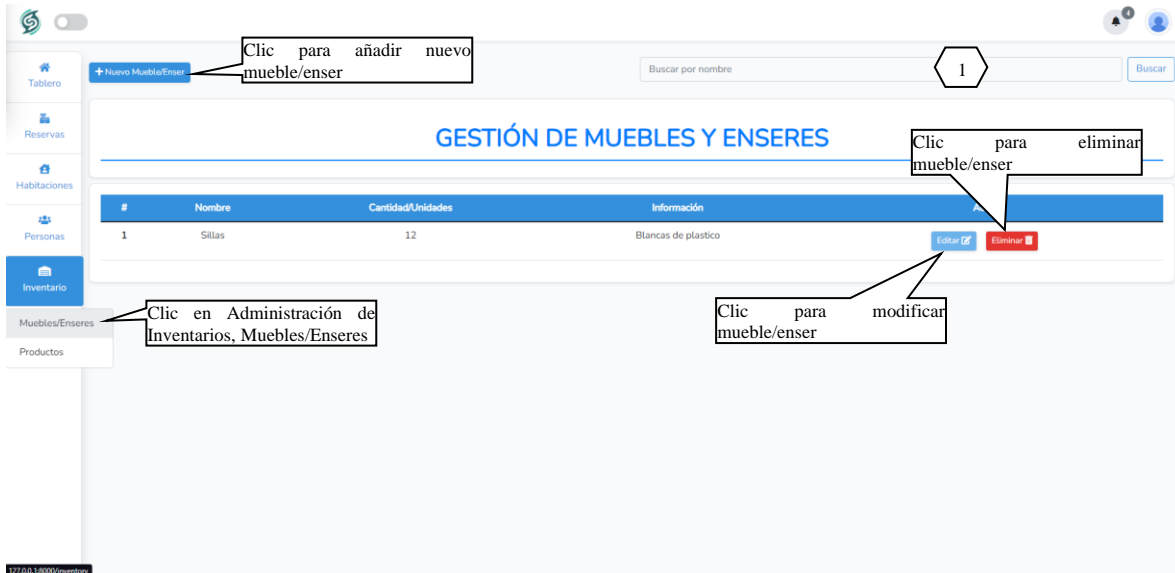 4
Clic para añadir nuevo
mueble/enser
Tablero
+ Nuevo Mueble/Enser
Buscar por nombre
1
Buscar
Reservas
GESTIÓN DE MUEBLES Y ENSERES
Clic para eliminar
mueble/enser
Habitaciones
# Nombre Cantidad/Unidades Información
Personas
1 Sillas 12 Blancas de plastico Editar Eliminar
Inventario
Muebles/Enseres
Clic en Administración de
Inventarios, Muebles/Enseres
Clic para modificar
mueble/enser
Productos
127.0.0.1:8000/inventory